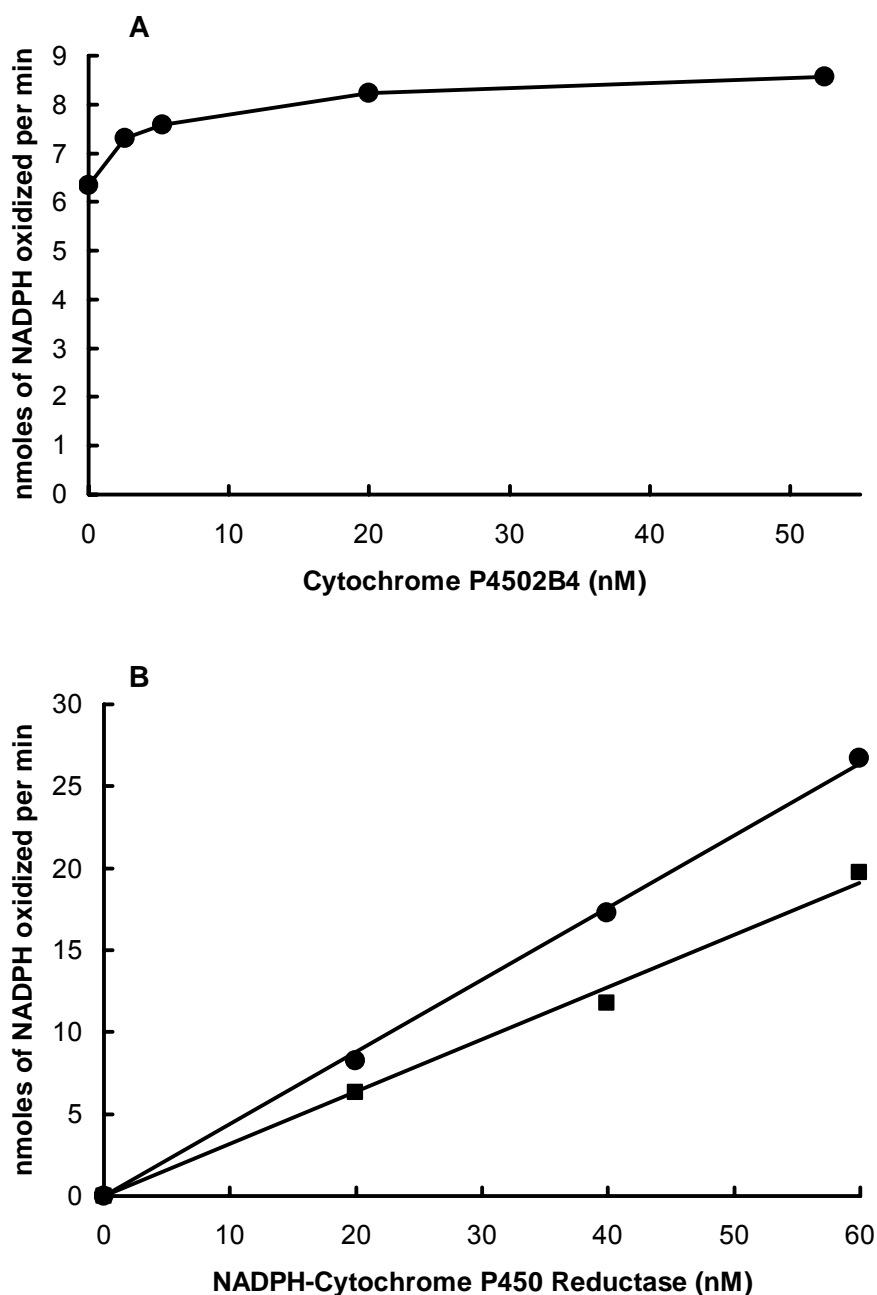 A
nmoles of NADPH oxidized per min
9
8
7
6
5
4
3
2
1
0
0 10 20 30 40 50
Cytochrome P4502B4 (nM)
B
nmoles of NADPH oxidized per min
30
25
20
15
10
5
0
0 10 20 30 40 50 60
NADPH-Cytochrome P450 Reductase (nM)